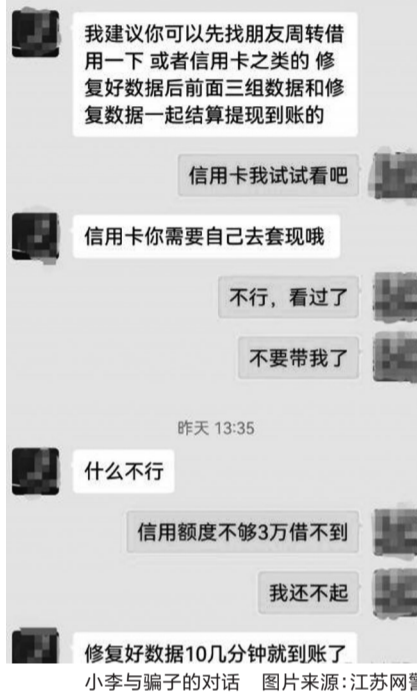 我建议你可以先找朋友周转借
用一下 或者信用卡之类的 修
复好数据后前面三组数据和修
复数据一起结算提现到账的
信用卡我试试看吧
信用卡你需要自己去套现哦
不行，看过了
不要带我了
昨天 13:35
什么不行
信用额度不够3万借不到
我还不起
修复好数据10几分钟就到账了
小李与骗子的对话 图片来源:江苏网警